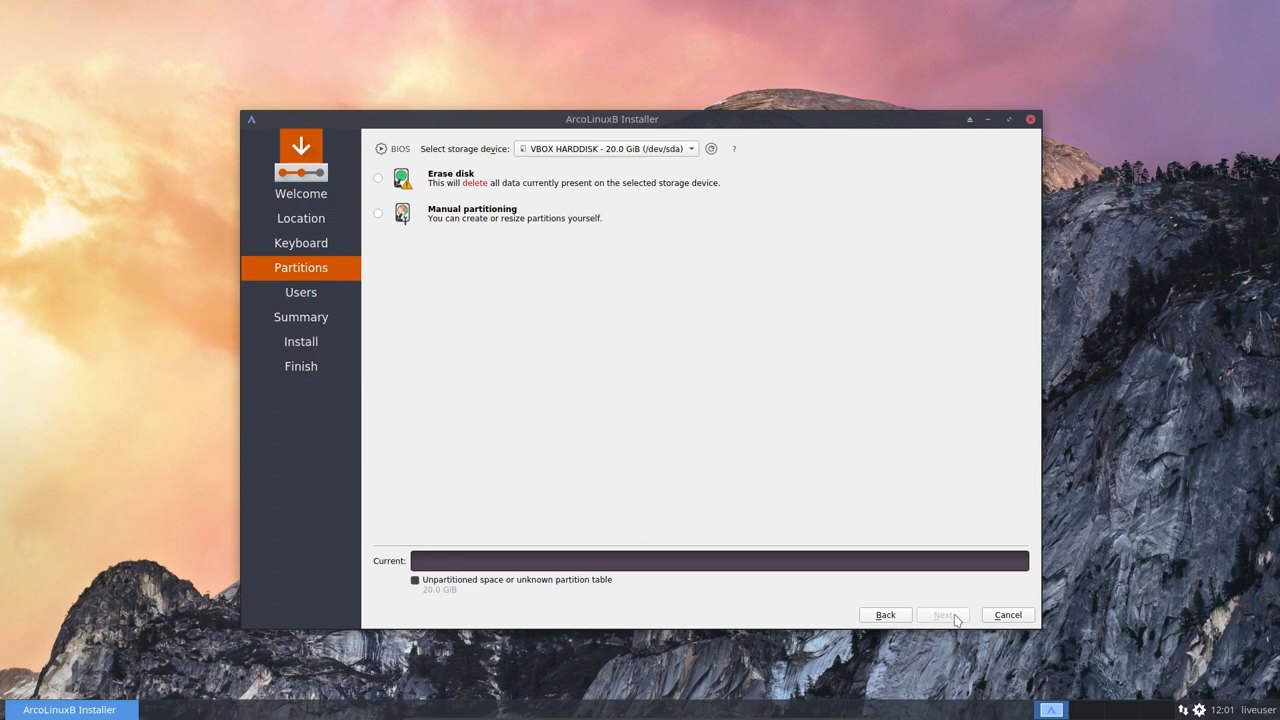 ArcoLinuxB Installer
Welcome
Location
Keyboard
Partitions
Users
Summary
Install
Finish
BIOS Select storage device: VBOX HARDDISK - 20.0 GiB (/dev/sda) ?
Erase disk
This will delete all data currently present on the selected storage device.
Manual partitioning
You can create or resize partitions yourself.
Current:
Unpartitioned space or unknown partition table
20.0 GiB
Back Next Cancel
ArcoLinuxB Installer 12:01 liveuser